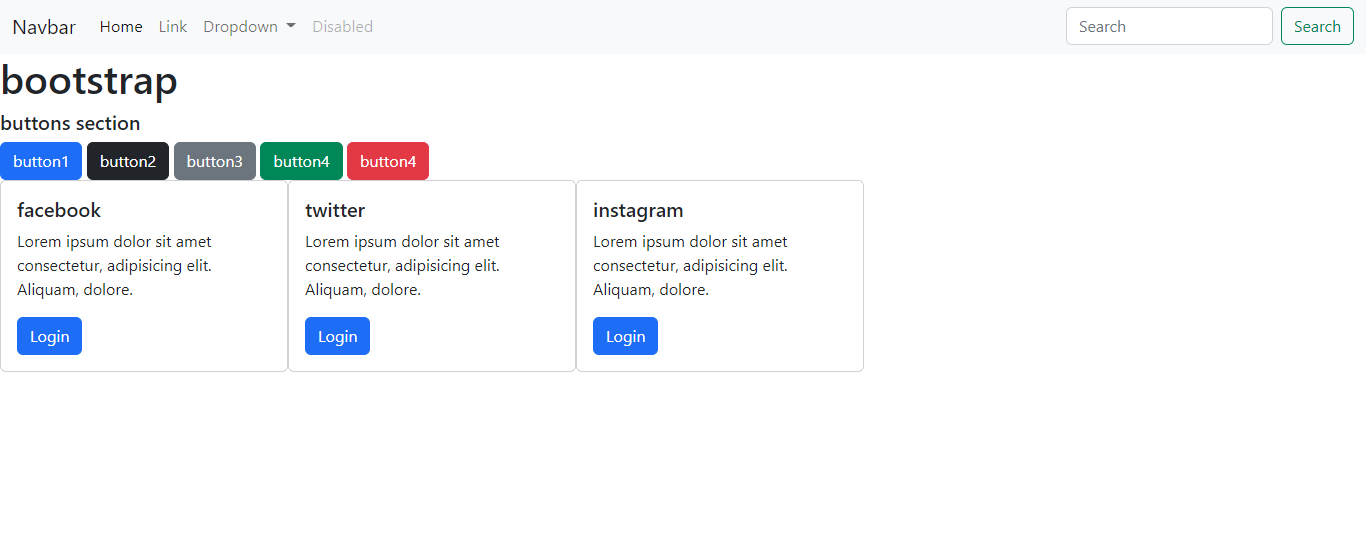 Navbar Home Link Dropdown Disabled Search Search
bootstrap
buttons section
button1 button2 button3 button4 button4
facebook
Lorem ipsum dolor sit amet
consectetur, adipisicing elit.
Aliquam, dolore.
Login
twitter
Lorem ipsum dolor sit amet
consectetur, adipisicing elit.
Aliquam, dolore.
Login
instagram
Lorem ipsum dolor sit amet
consectetur, adipisicing elit.
Aliquam, dolore.
Login